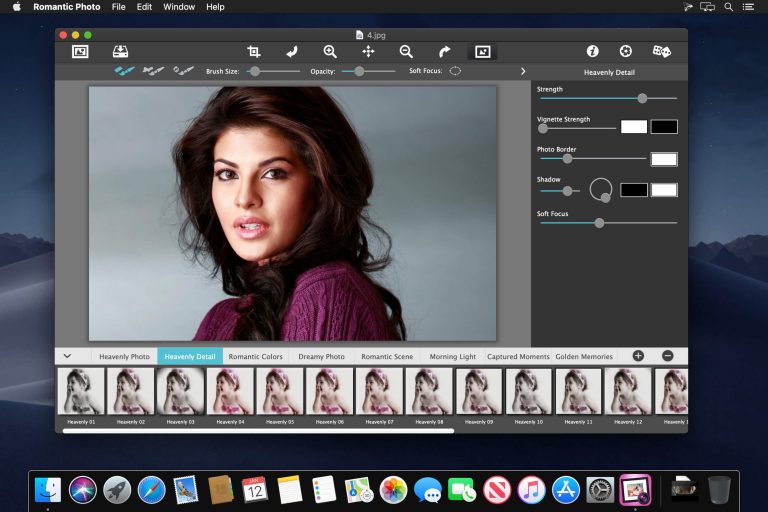 Romantic Photo File Edit Window Help
4.jpg
Brush Size: Opacity: Soft Focus:
Heavenly Detail
Strength
Vignette Strength
Photo Border
Shadow
Soft Focus
Heavenly Photo Heavenly Detail Romantic Colors Dreamy Photo Romantic Scene Morning Light Captured Moments Golden Memories
Heavenly 01 Heavenly 02 Heavenly 03 Heavenly 04 Heavenly 05 Heavenly 06 Heavenly 07 Heavenly 08 Heavenly 09 Heavenly 10 Heavenly 11 Heavenly 12 Heavenly 1
JAN
12